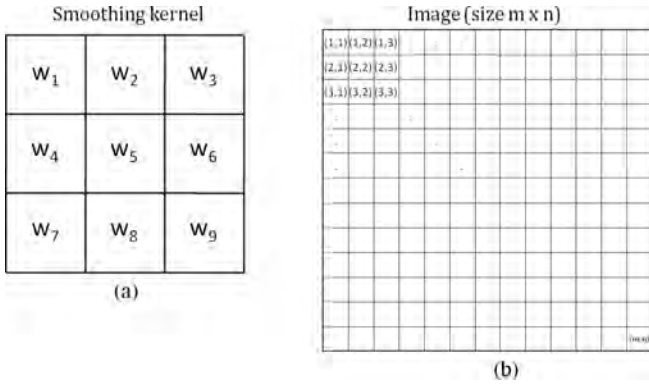 Smoothing kernel
W₁ W₂ W₃
W₄ W₅ W₆
W₇ W₈ W₉
(a)
Image (size m x n)
(1,1) (1,2) (1,3)
(2,1) (2,2) (2,3)
(3,1) (3,2) (3,3)
(m,n)
(b)